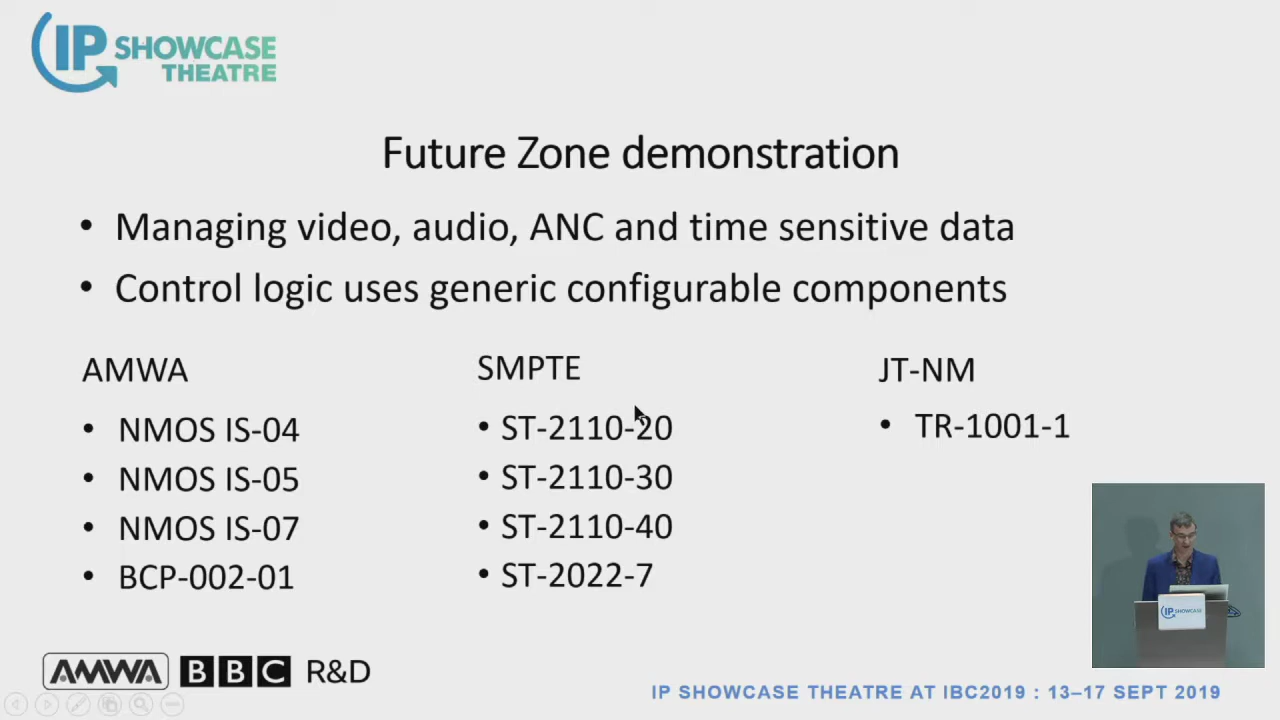 IP SHOWCASE
THEATRE
Future Zone demonstration
• Managing video, audio, ANC and time sensitive data
• Control logic uses generic configurable components
AMWA
• NMOS IS-04
• NMOS IS-05
• NMOS IS-07
• BCP-002-01
SMPTE
• ST-2110-20
• ST-2110-30
• ST-2110-40
• ST-2022-7
JT-NM
• TR-1001-1
IP SHOWCASE
AMWA BBC R&D
IP SHOWCASE THEATRE AT IBC2019 : 13–17 SEPT 2019